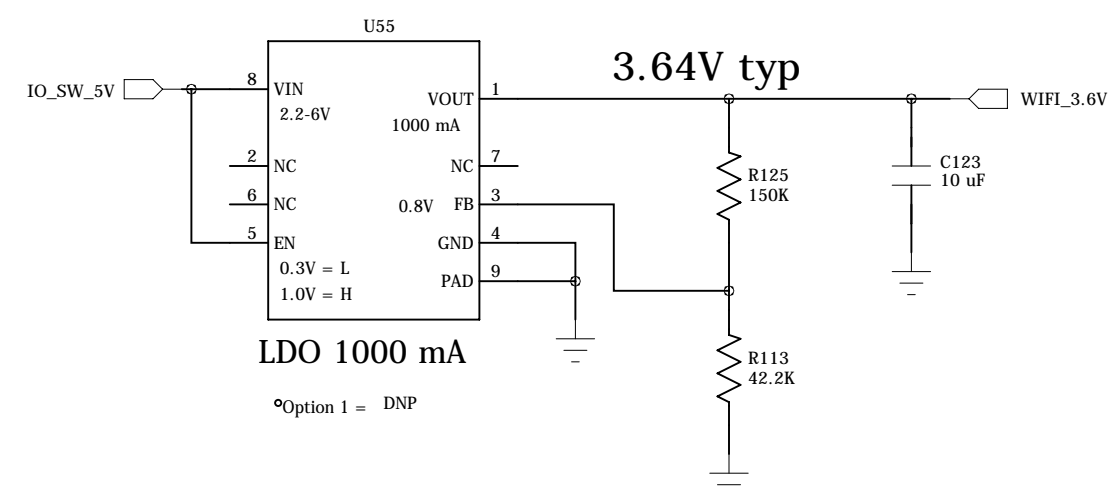 U55
3.64V typ
IO_SW_5V
8
VIN
2.2-6V
VOUT
1
1000 mA
WIFI_3.6V
2
NC
NC
7
6
NC
0.8V
FB
3
5
EN
GND
4
0.3V = L
1.0V = H
PAD
9
R125
150K
C123
10 uF
LDO 1000 mA
R113
42.2K
Option 1 = DNP